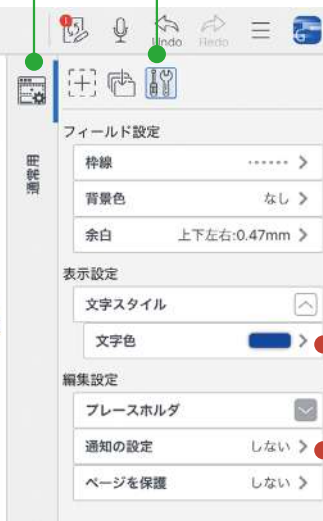 Undo Redo
G
連絡用
フィールド設定
枠線
背景色 なし
余白 上下左右:0.47mm
表示設定
文字スタイル
文字色
編集設定
プレースホルダ
通知の設定 しない
ページを保護 しない